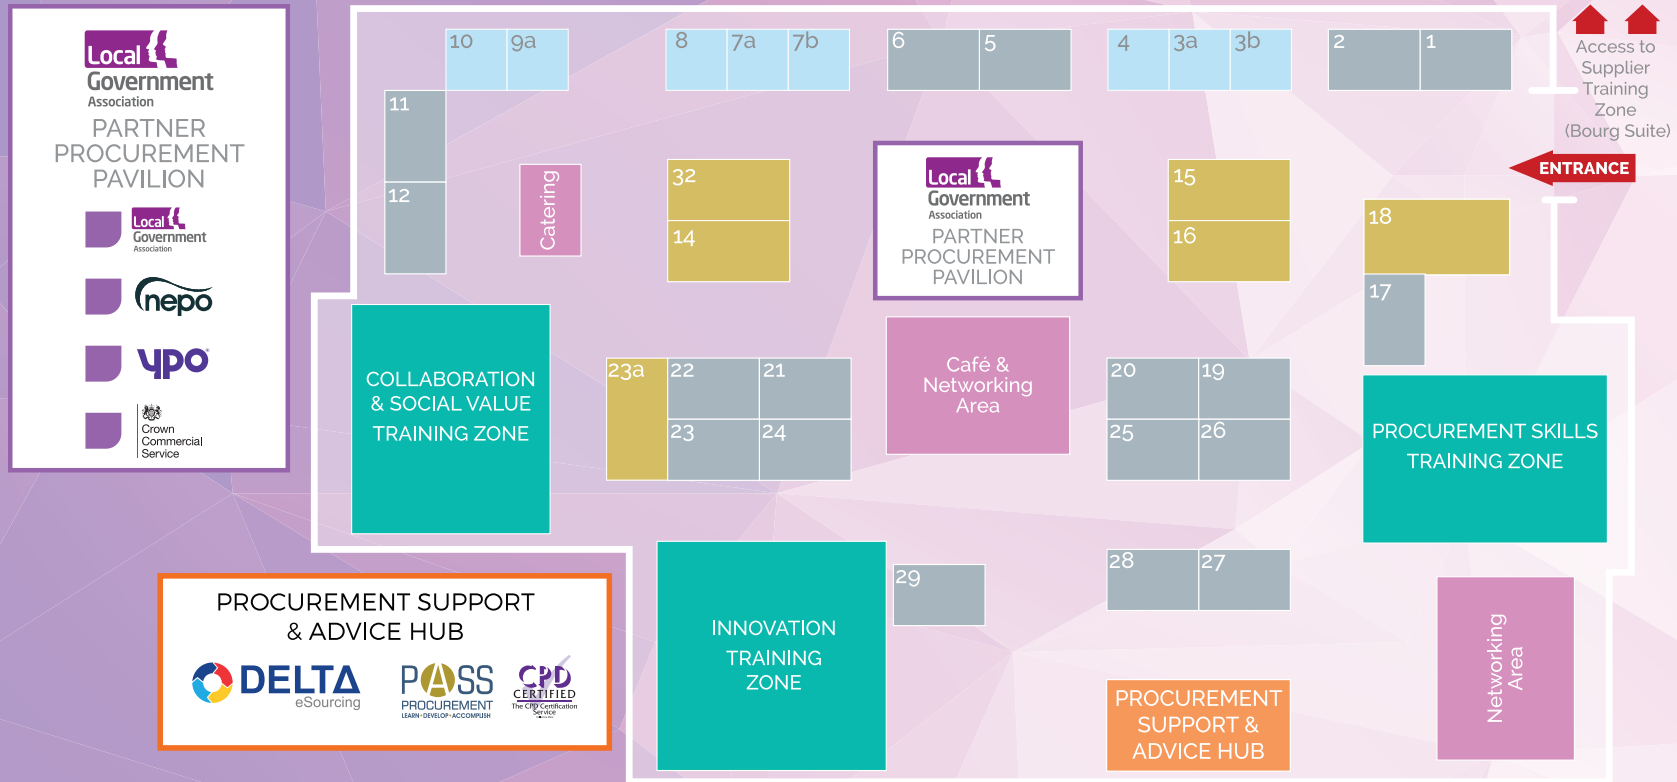 Local
Government
Association
PARTNER
PROCUREMENT
PAVILION
Local
Government
Association
nepo
ypo
Crown
Commercial
Service
10
9a
8
7a
7b
6
5
4
3a
3b
2
1
Access to
Supplier
Training
Zone
(Bourg Suite)
ENTRANCE
11
12
Catering
32
14
Local
Government
Association
PARTNER
PROCUREMENT
PAVILION
15
16
18
17
COLLABORATION
& SOCIAL VALUE
TRAINING ZONE
23a
22
21
23
24
Café &
Networking
Area
20
19
25
26
PROCUREMENT SKILLS
TRAINING ZONE
PROCUREMENT SUPPORT
& ADVICE HUB
DELTA
eSourcing
PASS
PROCUREMENT
LEARN•DEVELOP•ACCOMPLISH
CPD
CERTIFIED
The CPD Certification
Service
INNOVATION
TRAINING
ZONE
29
28
27
PROCUREMENT
SUPPORT &
ADVICE HUB
Networking
Area